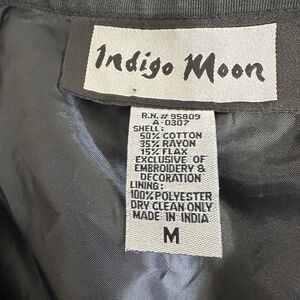 Indigo Moon
R.N.# 95809
A-0307
SHELL:
50% COTTON
35% RAYON
15% FLAX
EXCLUSIVE OF
EMBROIDERY &
DECORATION
LINING:
100% POLYESTER
DRY CLEAN ONLY
MADE IN INDIA
M